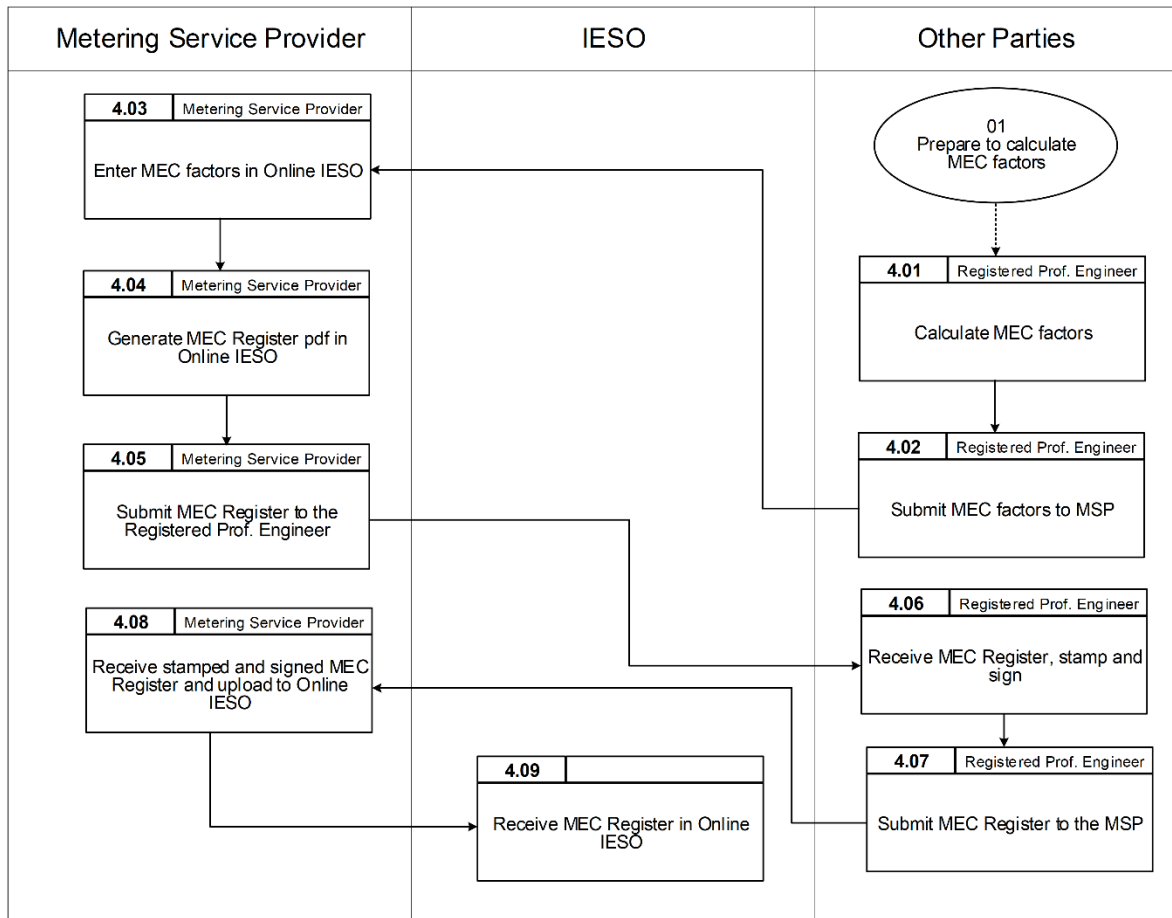 Metering Service Provider
IESO
Other Parties
4.03
Metering Service Provider
Enter MEC factors in Online IESO
4.04
Metering Service Provider
Generate MEC Register pdf in
Online IESO
4.05
Metering Service Provider
Submit MEC Register to the
Registered Prof. Engineer
4.08
Metering Service Provider
Receive stamped and signed MEC
Register and upload to Online
IESO
4.09
Receive MEC Register in Online
IESO
01
Prepare to calculate
MEC factors
4.01
Registered Prof. Engineer
Calculate MEC factors
4.02
Registered Prof. Engineer
Submit MEC factors to MSP
4.06
Registered Prof. Engineer
Receive MEC Register, stamp and
sign
4.07
Registered Prof. Engineer
Submit MEC Register to the MSP